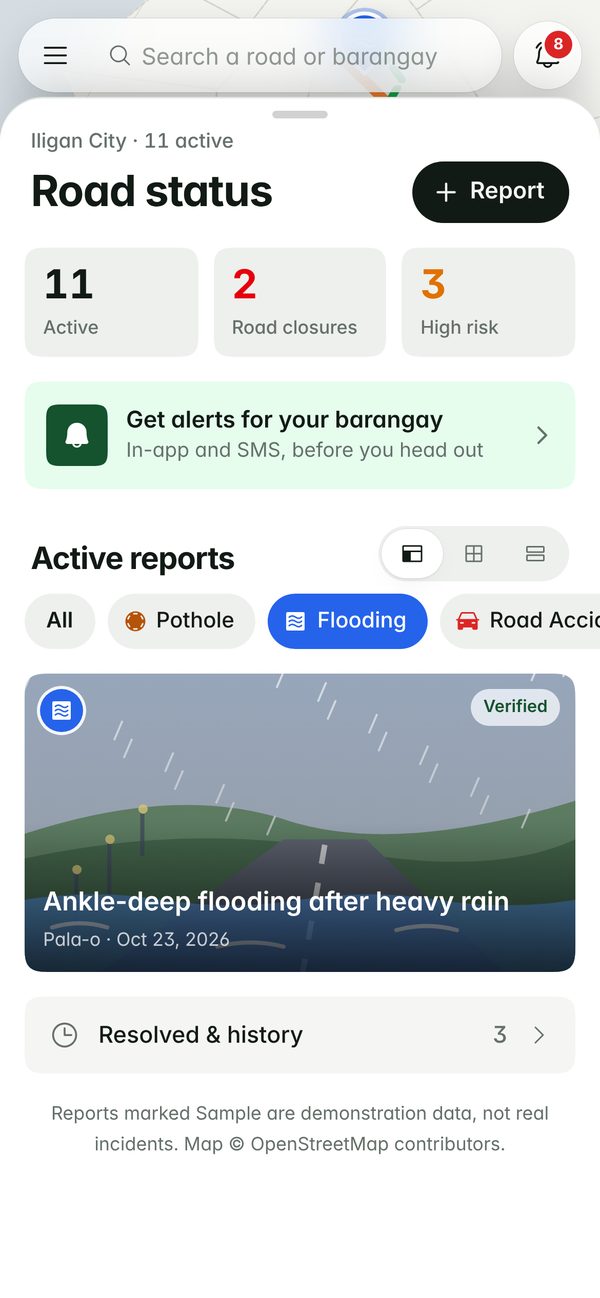 Search a road or barangay
8
Iligan City · 11 active
Road status
Report
11
Active
2
Road closures
3
High risk
Get alerts for your barangay
In-app and SMS, before you head out
Active reports
All
Pothole
Flooding
Road Accid
Verified
Ankle-deep flooding after heavy rain
Pala-o · Oct 23, 2026
Resolved & history
3
Reports marked Sample are demonstration data, not real
incidents. Map © OpenStreetMap contributors.